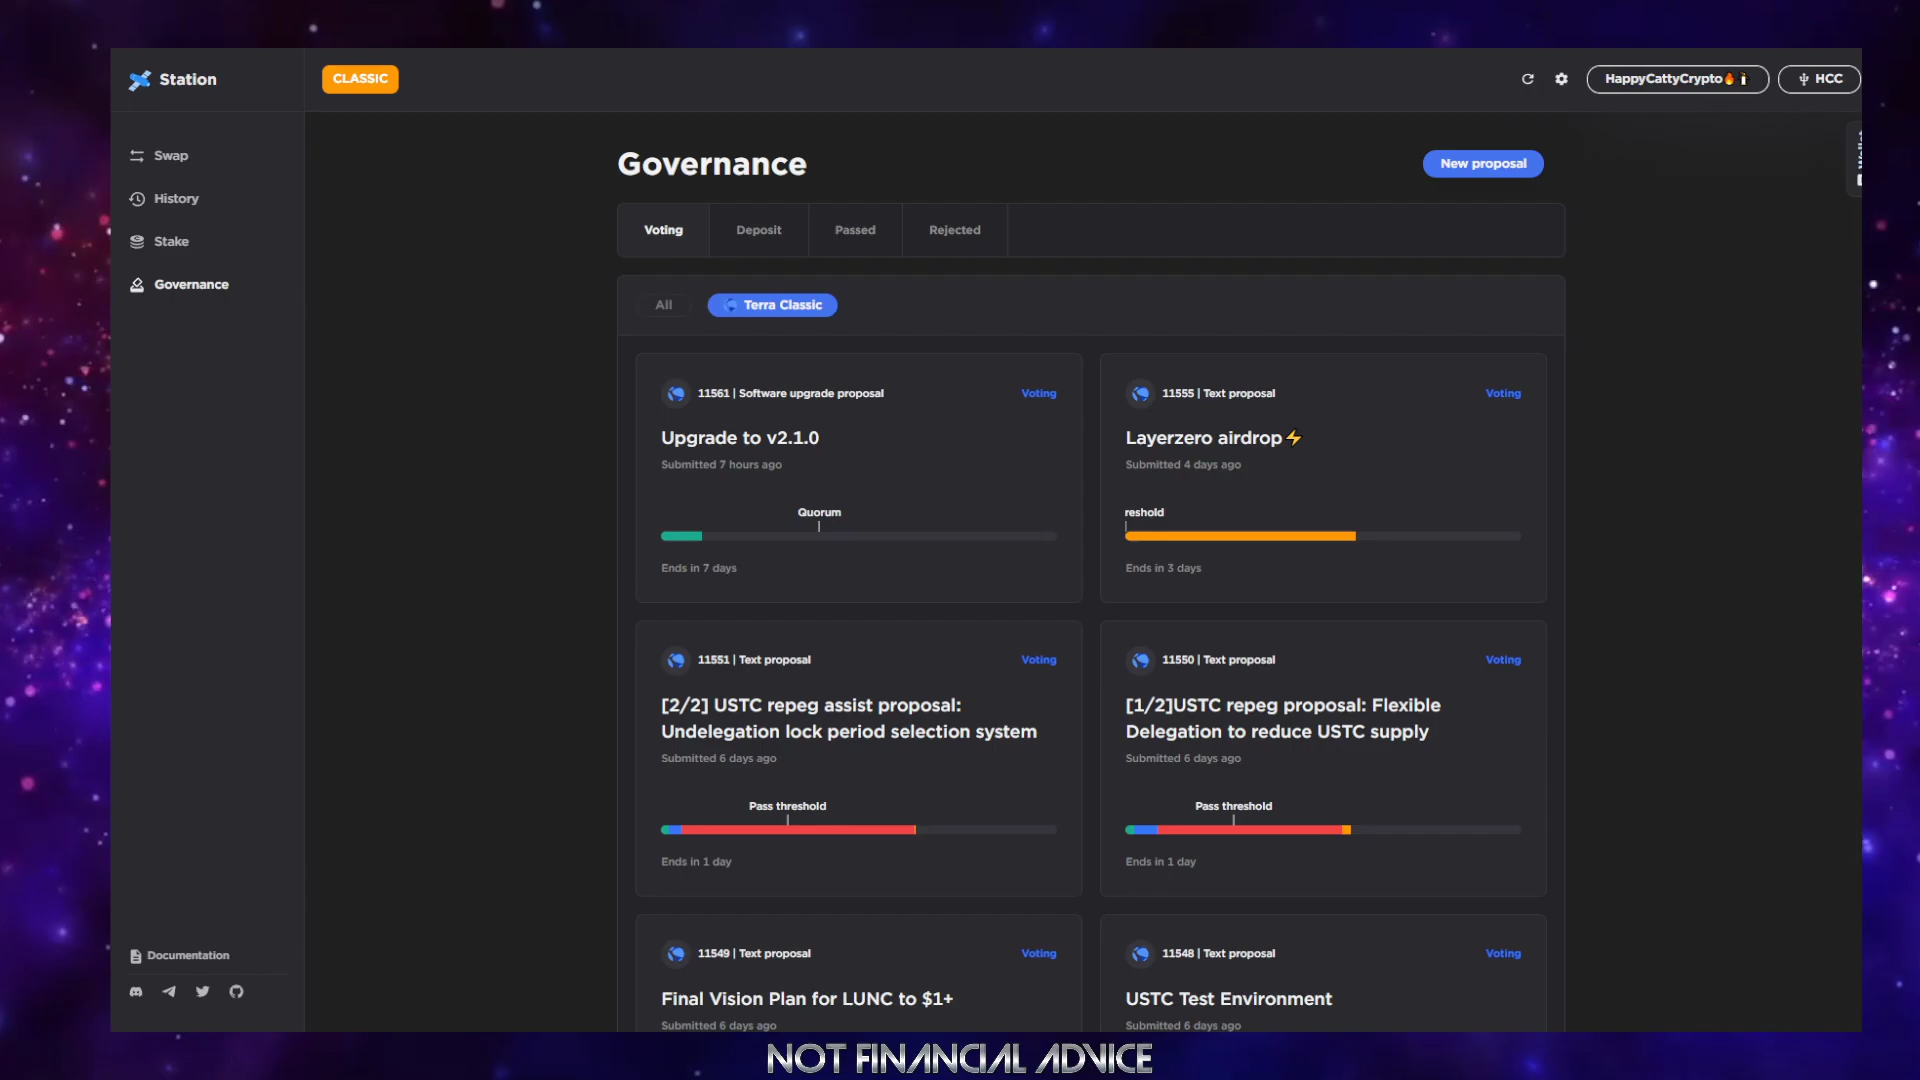 Station
CLASSIC
HappyCattyCrypto🔥
HCC
Swap
History
Stake
Governance
Governance
New proposal
Voting
Deposit
Passed
Rejected
All
Terra Classic
11561 | Software upgrade proposal
Voting
Upgrade to v2.1.0
Submitted 7 hours ago
Quorum
Ends in 7 days
11555 | Text proposal
Voting
Layerzero airdrop⚡
Submitted 4 days ago
reshold
Ends in 3 days
11551 | Text proposal
Voting
[2/2] USTC repeg assist proposal:
Undelegation lock period selection system
Submitted 6 days ago
Pass threshold
Ends in 1 day
11550 | Text proposal
Voting
[1/2]USTC repeg proposal: Flexible
Delegation to reduce USTC supply
Submitted 6 days ago
Pass threshold
Ends in 1 day
11549 | Text proposal
Voting
Final Vision Plan for LUNC to $1+
Submitted 6 days ago
11548 | Text proposal
Voting
USTC Test Environment
Submitted 6 days ago
Documentation
NOT FINANCIAL ADVICE